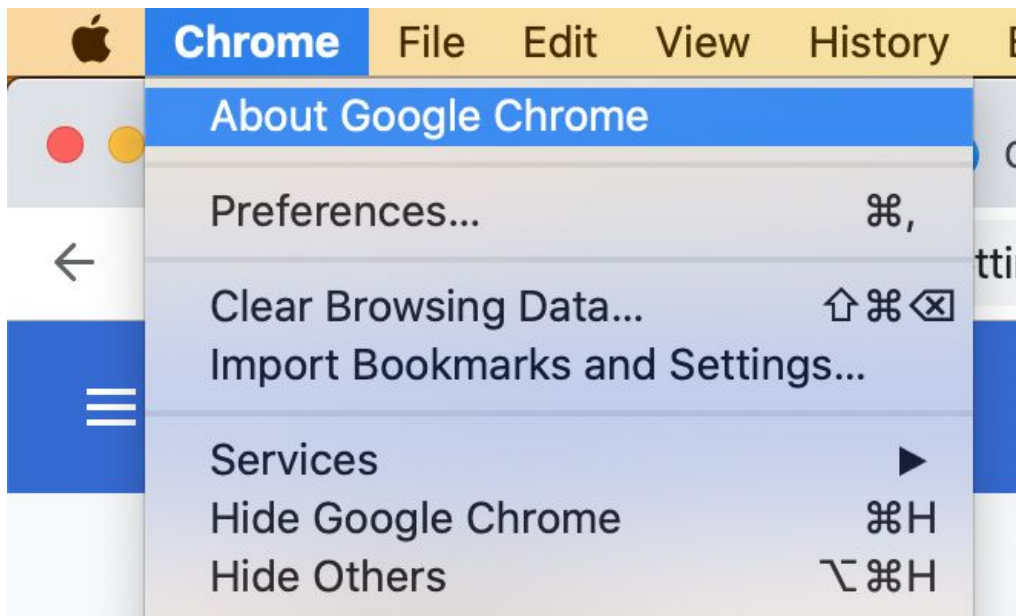 Chrome File Edit View History
About Google Chrome
Preferences... ⌘,
Clear Browsing Data... ⇧⌘⌫
Import Bookmarks and Settings...
Services ▶
Hide Google Chrome ⌘H
Hide Others ⌥⌘H